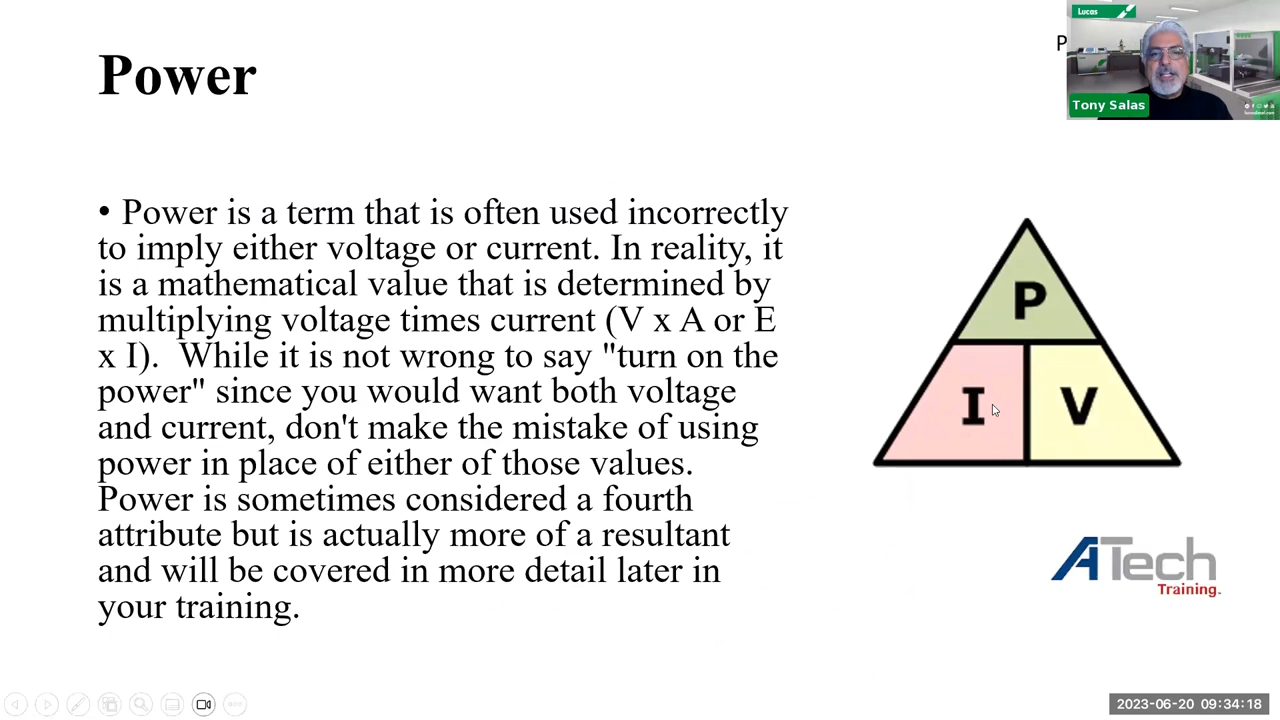 Power
P
Lucas
Tony Salas
• Power is a term that is often used incorrectly
to imply either voltage or current. In reality, it
is a mathematical value that is determined by
multiplying voltage times current (V x A or E
x I).  While it is not wrong to say "turn on the
power" since you would want both voltage
and current, don't make the mistake of using
power in place of either of those values.
Power is sometimes considered a fourth
attribute but is actually more of a resultant
and will be covered in more detail later in
your training.
P
I V
ATech
Training
2023-06-20 09:34:18